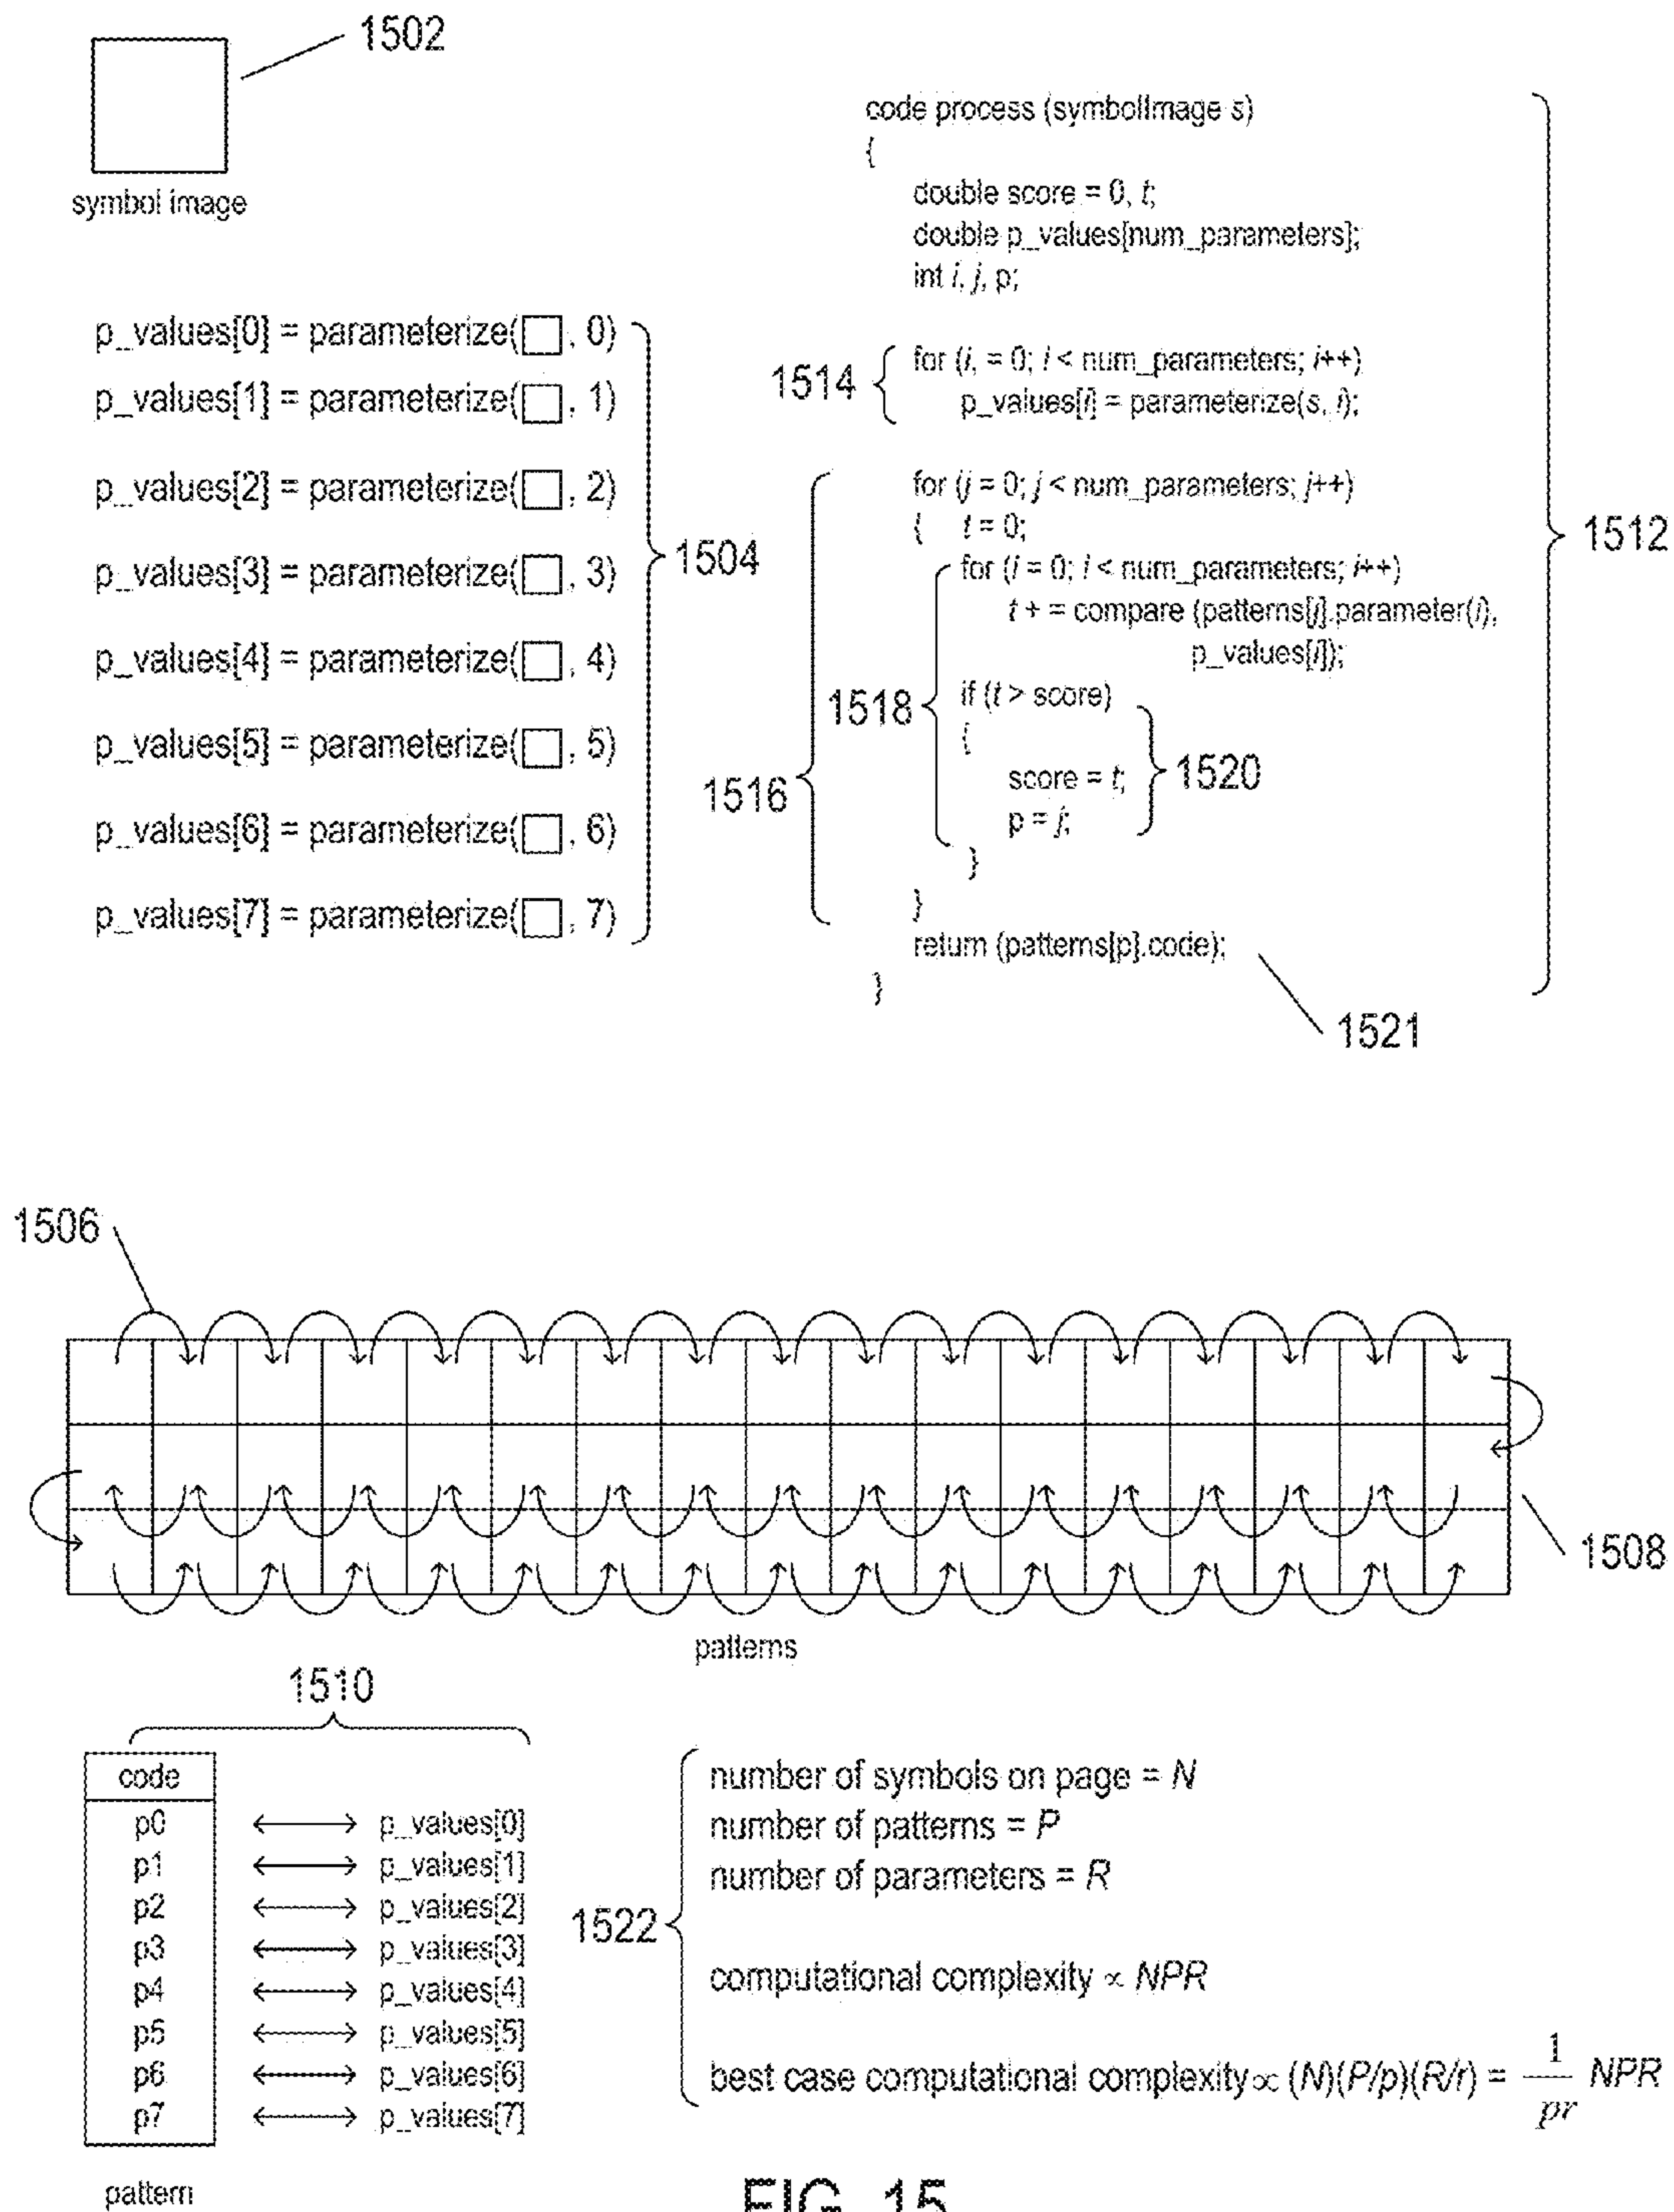 1502
symbol image
p_values[0] = parameterize(□, 0)
p_values[1] = parameterize(□, 1)
p_values[2] = parameterize(□, 2)
p_values[3] = parameterize(□, 3)
p_values[4] = parameterize(□, 4)
p_values[5] = parameterize(□, 5)
p_values[6] = parameterize(□, 6)
p_values[7] = parameterize(□, 7)
1504
code process (symbolImage s)
{
double score = 0, t;
double p_values[num_parameters];
int i, j, p;
1514
for (i, = 0; i < num_parameters; i++)
p_values[i] = parameterize(s, i);
for (j = 0; j < num_parameters; j++)
{ t = 0;
for (i = 0; i < num_parameters; i++)
t + = compare (patterns[j].parameter(i),
p_values[i]);
1518
if (t > score)
{
score = t;
p = j;
1520
1516
}
}
return (patterns[p].code);
}
1512
1521
1506
1508
patterns
1510
code
p0 p_values[0]
p1 p_values[1]
p2 p_values[2]
p3 p_values[3]
p4 p_values[4]
p5 p_values[5]
p6 p_values[6]
p7 p_values[7]
pattern
1522
number of symbols on page = N
number of patterns = P
number of parameters = R
computational complexity ∝ NPR
best case computational complexity ∝ (N)(P/p)(R/r) = 1/pr NPR
FIG. 15